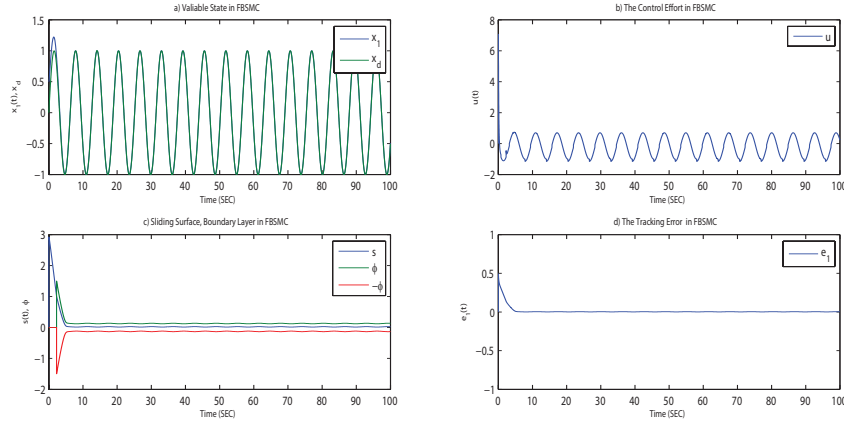 a) Valiable State in FBSMC
1.5
1
0.5
0
−0.5
−1
0 10 20 30 40 50 60 70 80 90 100
x₁(t), x_d
Time (SEC)
x₁
x_d
b) The Control Effort in FBSMC
8
6
4
2
0
−2
0 10 20 30 40 50 60 70 80 90 100
u(t)
Time (SEC)
u
c) Sliding Surface, Boundary Layer in FBSMC
3
2
1
0
−1
−2
0 10 20 30 40 50 60 70 80 90 100
s(t), ϕ
Time (SEC)
s
ϕ
−ϕ
d) The Tracking Error in FBSMC
1
0.5
0
−0.5
−1
0 10 20 30 40 50 60 70 80 90 100
e₁(t)
Time (SEC)
e₁